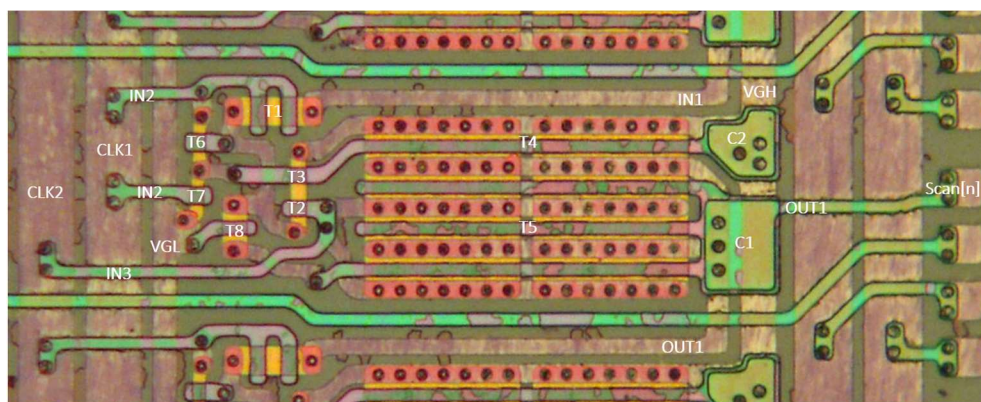 VGH
IN2
IN1
T1
T6
T4
C2
CLK1
T3
CLK2
IN2
T7
Scan[n]
T2
OUT1
T8
T5
VGL
C1
IN3
OUT1